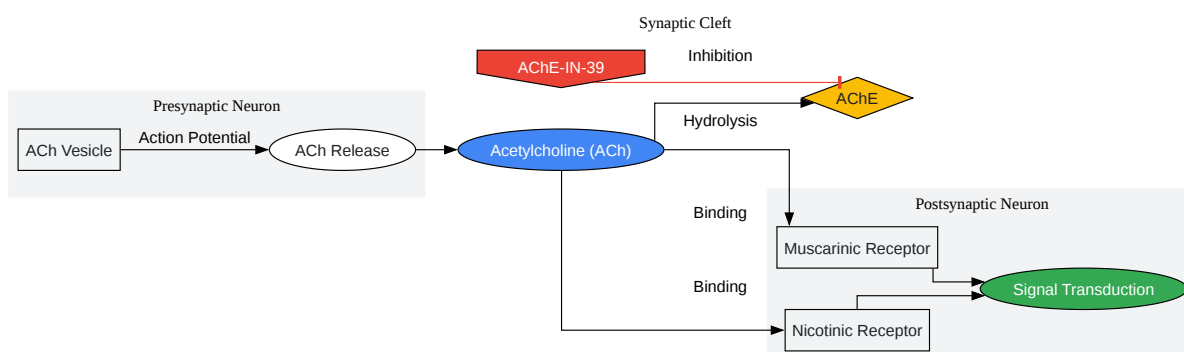 Synaptic Cleft
AChE-IN-39
Inhibition
AChE
Presynaptic Neuron
Hydrolysis
ACh Vesicle
Action Potential
ACh Release
Acetylcholine (ACh)
Binding
Postsynaptic Neuron
Muscarinic Receptor
Binding
Signal Transduction
Nicotinic Receptor